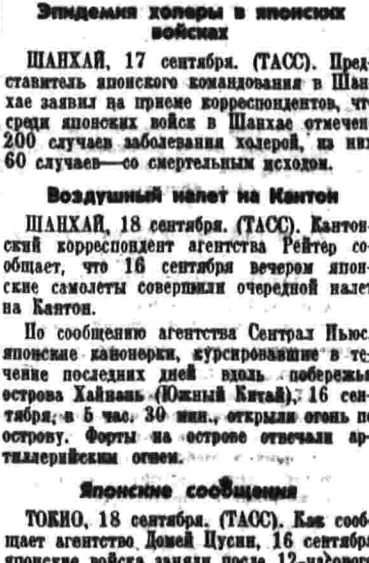 Эпидемия холеры в японских
войсках
ШАНХАЙ, 17 сентября. (ТАСС). Пред-
ставитель японского командования в Шан-
хае заявил на приеме корреспондентов, чт
среди японских войск в Шанхае отмечен
200 случаев заболевания холерой, из них
60 случаев—со смертельным исходом.
Воздушный налет на Кантон
ШАНХАЙ, 18 сентября. (ТАСС). Кантон-
ский корреспондент агентства Рейтер со-
общает, что 16 сентября вечером япон-
ские самолеты совершили очередной налет
на Кантон.
По сообщению агентства Сентрал Ньюс,
японские канонерки, курсировавшие в те-
чение последних дней вдоль побережья
острова Хайнань (Южный Китай), 16 сен-
тября, в 5 час. 30 мин., открыли огонь п
острову. Форты на острове отвечали ар-
тиллерийским огнем.
Японские сообщения
ТОКИО, 18 сентября. (ТАСС). Как сооб-
щает агентство Домей Цусин, 16 сентября
японские войска заняли после 12-часового